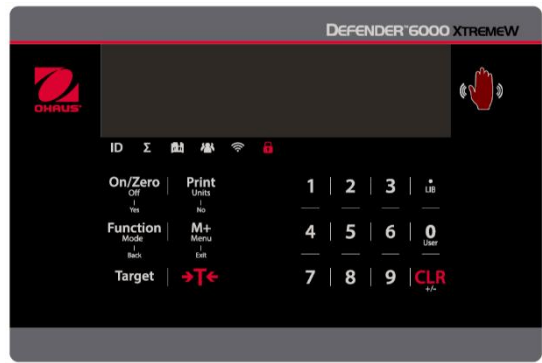 DEFENDER™6000 XTREMEW
OHAUS®
ID Σ
On/Zero Print 1 2 3 .
Off Units LIB
Yes No
Function M+ 4 5 6 0
Mode Menu User
Back Exit
Target →T← 7 8 9 CLR
+/-